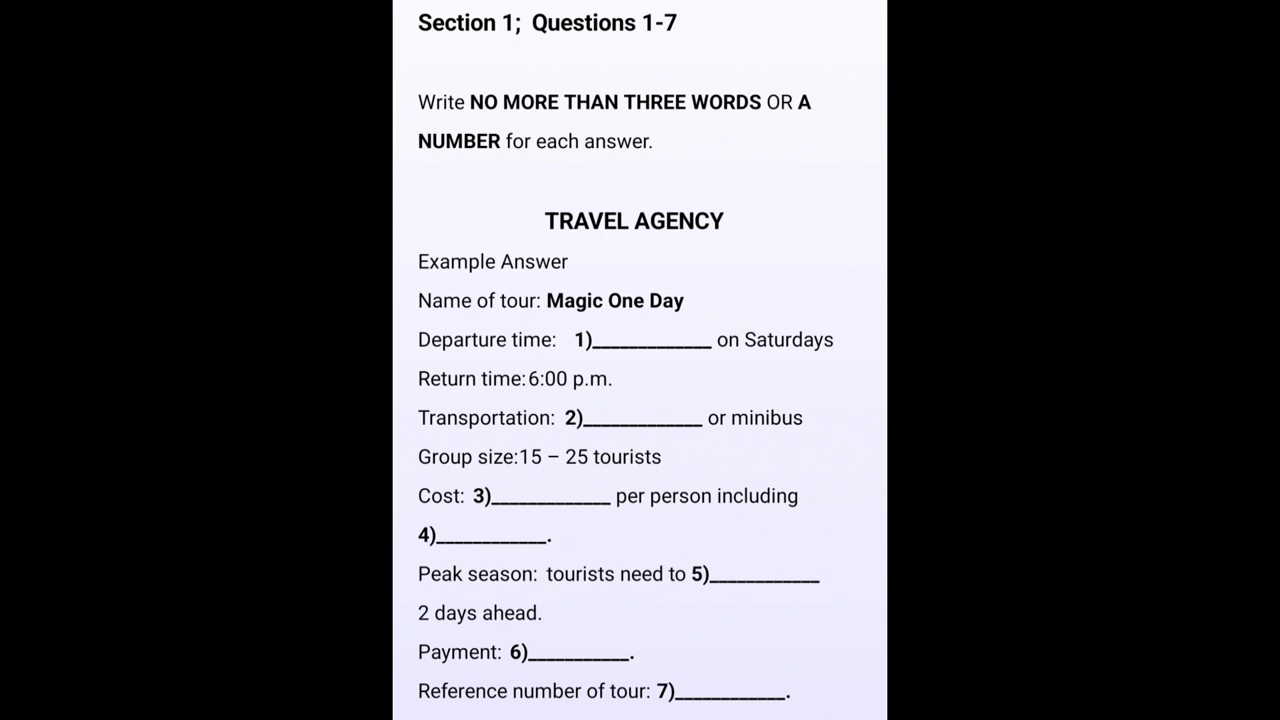 Section 1; Questions 1-7
Write NO MORE THAN THREE WORDS OR A
NUMBER for each answer.
TRAVEL AGENCY
Example Answer
Name of tour: Magic One Day
Departure time: 1)_____________ on Saturdays
Return time:6:00 p.m.
Transportation: 2)_____________ or minibus
Group size:15 – 25 tourists
Cost: 3)_____________ per person including
4)____________.
Peak season: tourists need to 5)____________
2 days ahead.
Payment: 6)___________.
Reference number of tour: 7)____________.